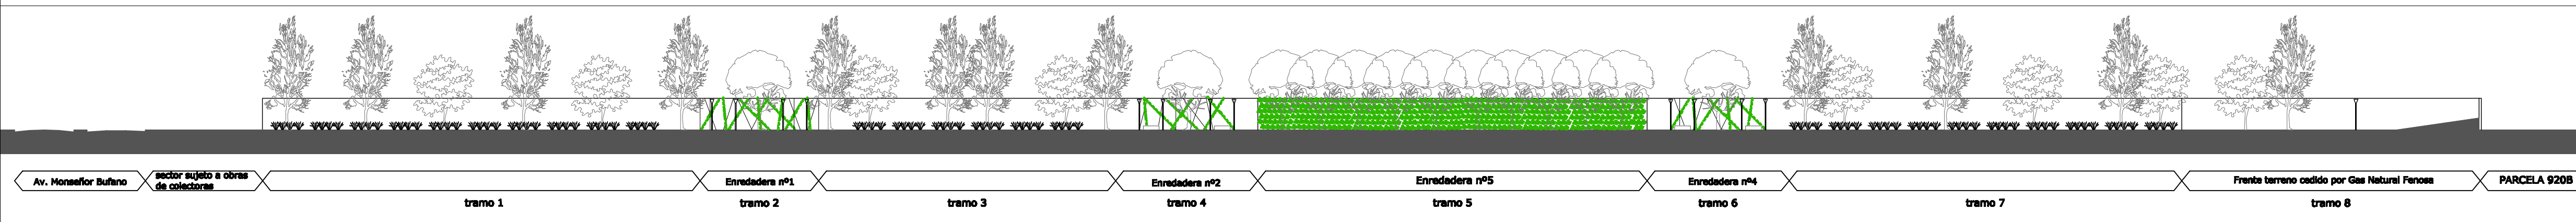 Av. Monseñor Bufano
sector sujeto a obras
de colectoras
Enredadera nº1
Enredadera nº2
Enredadera nº5
Enredadera nº4
Frente terreno cedido por Gas Natural Fenosa
PARCELA 920B
tramo 1
tramo 2
tramo 3
tramo 4
tramo 5
tramo 6
tramo 7
tramo 8